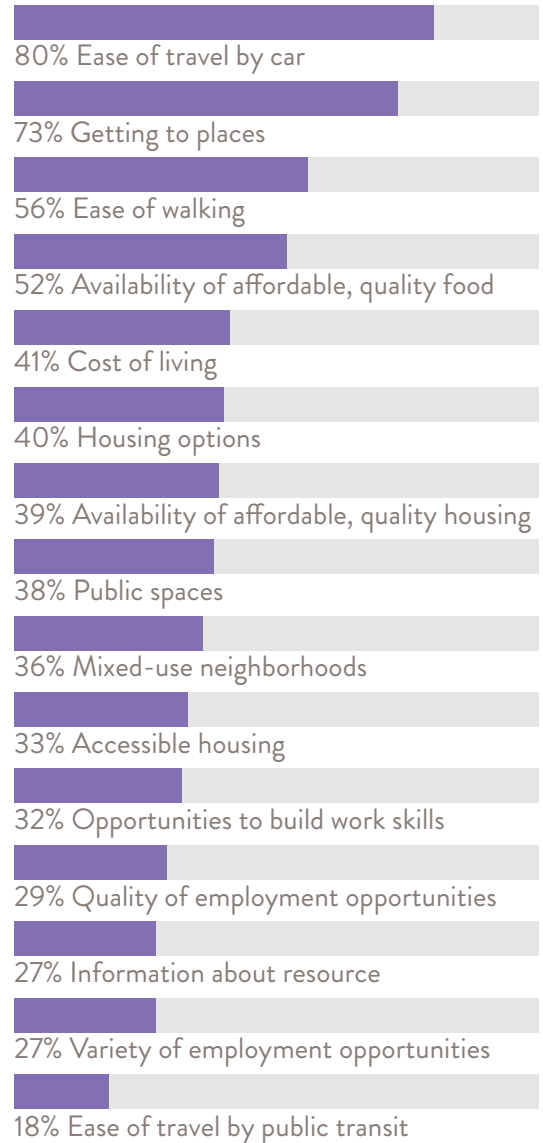 80% Ease of travel by car
73% Getting to places
56% Ease of walking
52% Availability of affordable, quality food
41% Cost of living
40% Housing options
39% Availability of affordable, quality housing
38% Public spaces
36% Mixed-use neighborhoods
33% Accessible housing
32% Opportunities to build work skills
29% Quality of employment opportunities
27% Information about resource
27% Variety of employment opportunities
18% Ease of travel by public transit